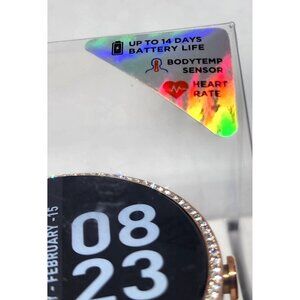 UP TO 14 DAYS
BATTERY LIFE
BODYTEMP
SENSOR
HEART
RATE
08
23
- FEBRUARY - 15